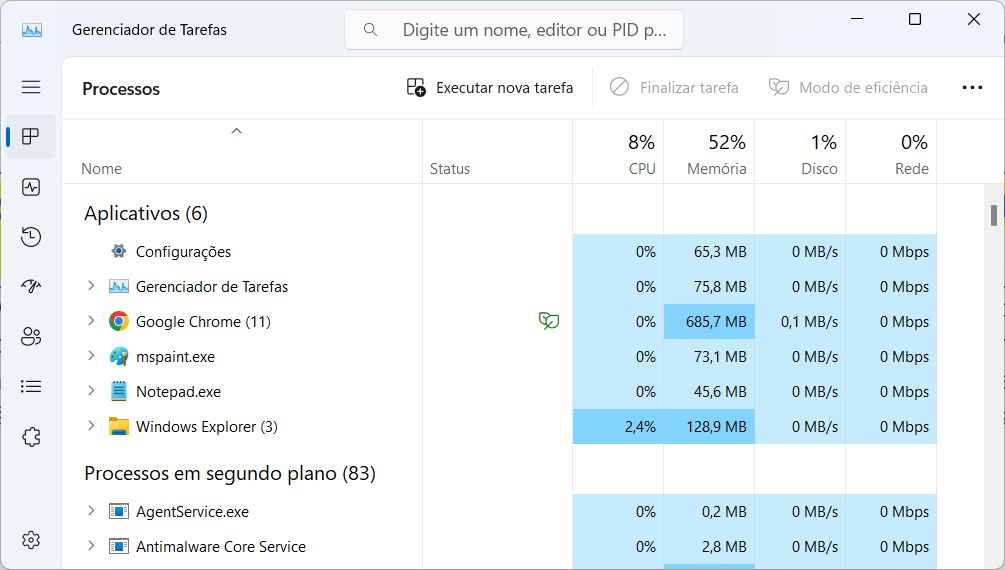 Gerenciador de Tarefas
Digite um nome, editor ou PID p...
Processos
Executar nova tarefa Finalizar tarefa Modo de eficiência
8% 52% 1% 0%
Nome Status CPU Memória Disco Rede
Aplicativos (6)
Configurações 0% 65,3 MB 0 MB/s 0 Mbps
Gerenciador de Tarefas 0% 75,8 MB 0 MB/s 0 Mbps
Google Chrome (11) 0% 685,7 MB 0,1 MB/s 0 Mbps
mspaint.exe 0% 73,1 MB 0 MB/s 0 Mbps
Notepad.exe 0% 45,6 MB 0 MB/s 0 Mbps
Windows Explorer (3) 2,4% 128,9 MB 0 MB/s 0 Mbps
Processos em segundo plano (83)
AgentService.exe 0% 0,2 MB 0 MB/s 0 Mbps
Antimalware Core Service 0% 2,8 MB 0 MB/s 0 Mbps